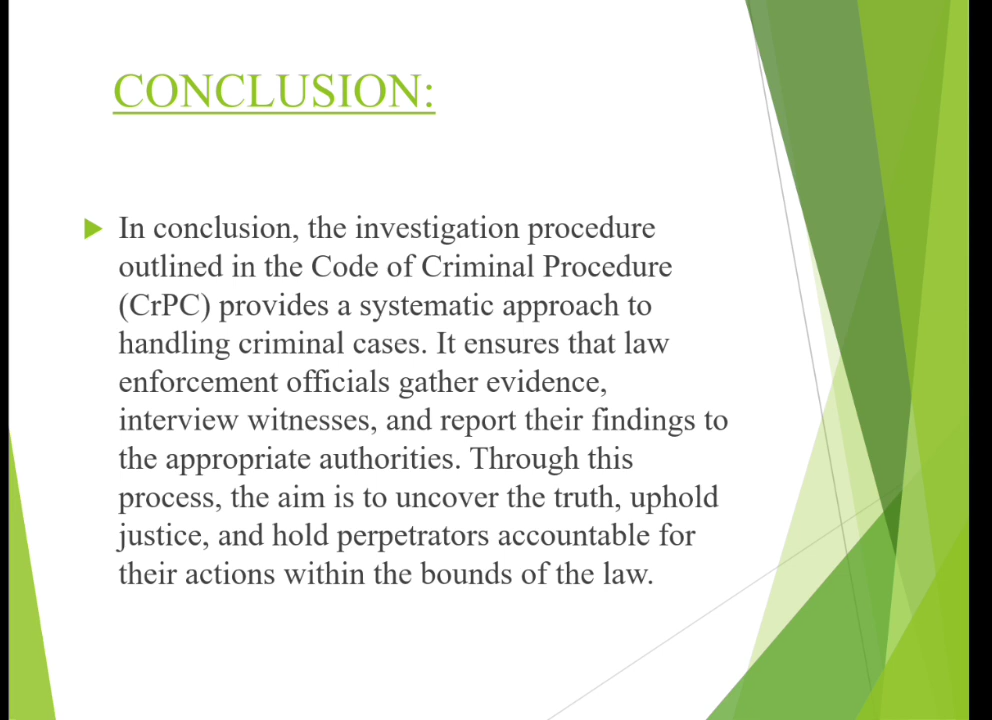 CONCLUSION:
In conclusion, the investigation procedure
outlined in the Code of Criminal Procedure
(CrPC) provides a systematic approach to
handling criminal cases. It ensures that law
enforcement officials gather evidence,
interview witnesses, and report their findings to
the appropriate authorities. Through this
process, the aim is to uncover the truth, uphold
justice, and hold perpetrators accountable for
their actions within the bounds of the law.